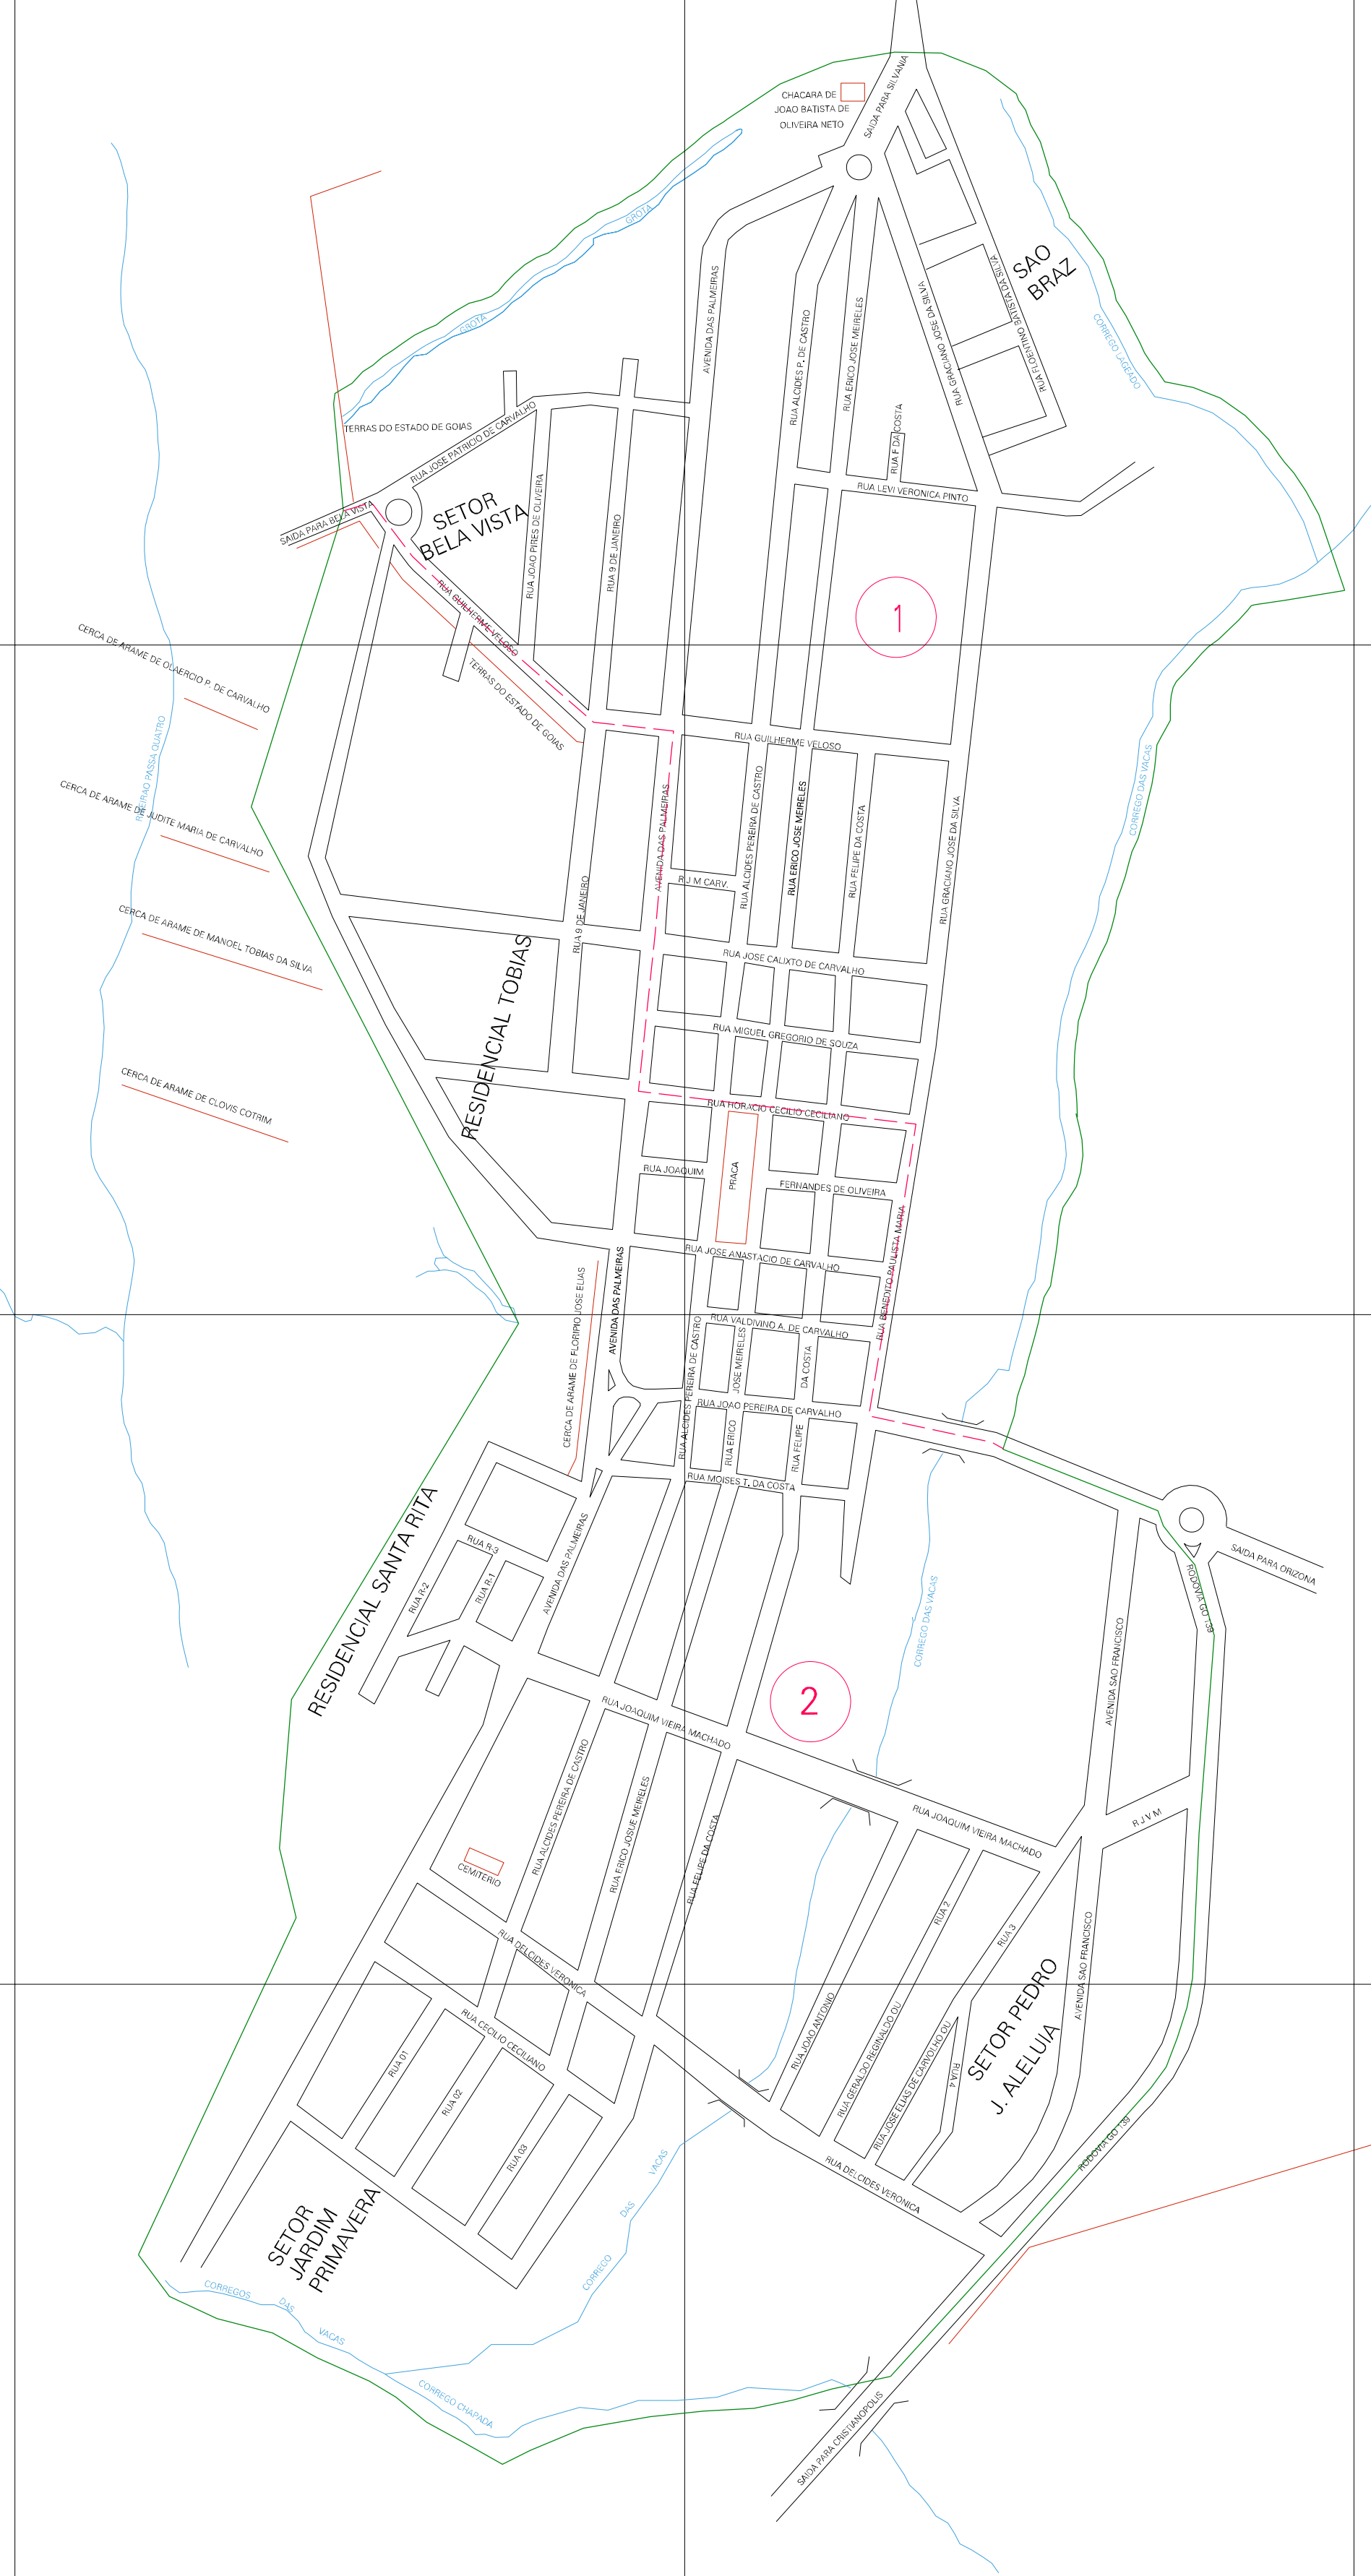 SAIDA PARA SILVANIA
CHACARA DE
JOAO BATISTA DE
OLIVEIRA NETO
GROTA
GROTA
SAO
BRAZ
CORREGO LAGEADO
AVENIDA DAS PALMEIRAS
RUA ALCIDES P. DE CASTRO
RUA ERICO JOSE MEIRELES
RUA GRACIANO JOSE DA SILVA
RUA FLOENTINO BATISTA DA SILVA
RUA F DA COSTA
TERRAS DO ESTADO DE GOIAS
RUA JOSE PATRICIO DE CARVALHO
SAIDA PARA BELA VISTA
SETOR
BELA VISTA
RUA JOAO PIRES DE OLIVEIRA
RUA 9 DE JANEIRO
RUA LEVI VERONICA PINTO
1
RUA GUILHERME VELOSO
TERRAS DO ESTADO DE GOIAS
CERCA DE ARAME DE OLAERCIO P. DE CARVALHO
RIBEIRAO PASSA QUATRO
RUA GUILHERME VELOSO
CORREGO DAS VACAS
CERCA DE ARAME DE JUDITE MARIA DE CARVALHO
AVENIDA DAS PALMEIRAS
RUA ALCIDES PEREIRA DE CASTRO
RUA ERICO JOSE MEIRELES
RUA FELIPE DA COSTA
RUA GRACIANO JOSE DA SILVA
R J M CARV.
RUA 9 DE JANEIRO
CERCA DE ARAME DE MANOEL TOBIAS DA SILVA
RUA JOSE CALIXTO DE CARVALHO
RESIDENCIAL TOBIAS
RUA MIGUEL GREGORIO DE SOUZA
CERCA DE ARAME DE CLOVIS COTRIM
RUA HORACIO CECILIO CECILIANO
RUA JOAQUIM
PRACA
FERNANDES DE OLIVEIRA
RUA JOSE ANASTACIO DE CARVALHO
RUA BENEDITO PAULISTA MARIA
CERCA DE ARAME DE FLORIPIO JOSE ELIAS
AVENIDA DAS PALMEIRAS
RUA VALDIVINO A. DE CARVALHO
RUA ALCIDES PEREIRA DE CASTRO
JOSE MEIRELES
DA COSTA
RUA JOAO PEREIRA DE CARVALHO
RUA ERICO
RUA FELIPE
RUA MOISES T. DA COSTA
RESIDENCIAL SANTA RITA
RUA R-3
RUA R-2
RUA R-1
AVENIDA DAS PALMEIRAS
CORREGO DAS VACAS
SAIDA PARA ORIZONA
RODOVIA GO 139
AVENIDA SAO FRANCISCO
2
RUA JOAQUIM VIEIRA MACHADO
RUA ALCIDES PEREIRA DE CASTRO
RUA ERICO JOSUE MEIRELES
RUA FELIPE DA COSTA
RUA JOAQUIM VIEIRA MACHADO
R J V M
CEMITERIO
RUA 2
RUA 3
RUA DELCIDES VERONICA
AVENIDA SAO FRANCISCO
SETOR PEDRO
J. ALELUIA
RUA CECILIO CECILIANO
RUA 01
RUA 02
RUA 03
RUA JOAO ANTONIO
RUA GERALDO REGINALDO OU
RUA JOSE ELIAS DE CARVOLHO OU
RUA 4
RUA DELCIDES VERONICA
RODOVIA GO 139
CORREGO
DAS
VACAS
SETOR
JARDIM
PRIMAVERA
CORREGOS
DAS
VACAS
CORREGO CHAPADA
SAIDA PARA CRISTIANOPOLIS